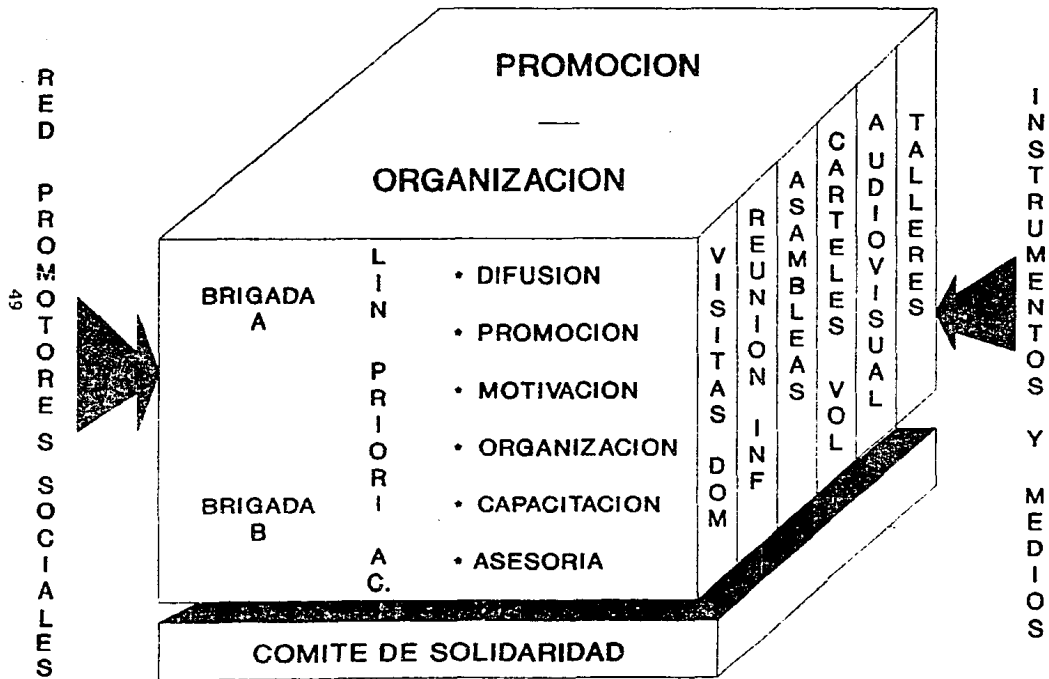 PROMOCION
—
ORGANIZACION
RED PROMOTORES SOCIALES
49
BRIGADA
A
BRIGADA
B
LIN PRIORI AC.
* DIFUSION
* PROMOCION
* MOTIVACION
* ORGANIZACION
* CAPACITACION
* ASESORIA
VISITAS DOM
REUNION INF
ASAMBLEAS
CARTELES VOL
AUDIOVISUAL
TALLERES
INSTRUMENTOS Y MEDIOS
COMITE DE SOLIDARIDAD